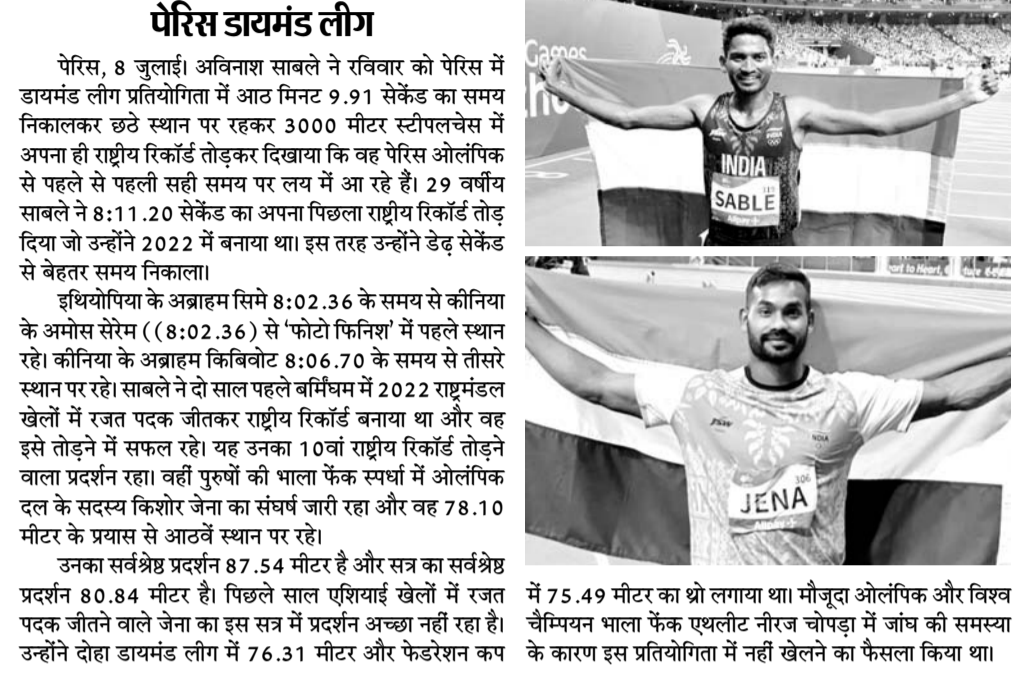 पेरिस डायमंड लीग
पेरिस, 8 जुलाई। अविनाश साबले ने रविवार को पेरिस में
डायमंड लीग प्रतियोगिता में आठ मिनट 9.91 सेकेंड का समय
निकालकर छठे स्थान पर रहकर 3000 मीटर स्टीपलचेस में
अपना ही राष्ट्रीय रिकॉर्ड तोड़कर दिखाया कि वह पेरिस ओलंपिक
से पहले से पहली सही समय पर लय में आ रहे हैं। 29 वर्षीय
साबले ने 8:11.20 सेकेंड का अपना पिछला राष्ट्रीय रिकॉर्ड तोड़
दिया जो उन्होंने 2022 में बनाया था। इस तरह उन्होंने डेढ़ सेकेंड
से बेहतर समय निकाला।
इथियोपिया के अब्राहम सिमे 8:02.36 के समय से कीनिया
के अमोस सेरेम ((8:02.36) से ‘फोटो फिनिश’ में पहले स्थान
रहे। कीनिया के अब्राहम किबिवोट 8:06.70 के समय से तीसरे
स्थान पर रहे। साबले ने दो साल पहले बर्मिंघम में 2022 राष्ट्रमंडल
खेलों में रजत पदक जीतकर राष्ट्रीय रिकॉर्ड बनाया था और वह
इसे तोड़ने में सफल रहे। यह उनका 10वां राष्ट्रीय रिकॉर्ड तोड़ने
वाला प्रदर्शन रहा। वहीं पुरुषों की भाला फेंक स्पर्धा में ओलंपिक
दल के सदस्य किशोर जेना का संघर्ष जारी रहा और वह 78.10
मीटर के प्रयास से आठवें स्थान पर रहे।
उनका सर्वश्रेष्ठ प्रदर्शन 87.54 मीटर है और सत्र का सर्वश्रेष्ठ
प्रदर्शन 80.84 मीटर है। पिछले साल एशियाई खेलों में रजत
पदक जीतने वाले जेना का इस सत्र में प्रदर्शन अच्छा नहीं रहा है।
उन्होंने दोहा डायमंड लीग में 76.31 मीटर और फेडरेशन कप
Games
INDIA
INDIA
SABLE
art to Heart,
JSW
INDIA
306
JENA
में 75.49 मीटर का थ्रो लगाया था। मौजूदा ओलंपिक और विश्व
चैम्पियन भाला फेंक एथलीट नीरज चोपड़ा में जांघ की समस्या
के कारण इस प्रतियोगिता में नहीं खेलने का फैसला किया था।